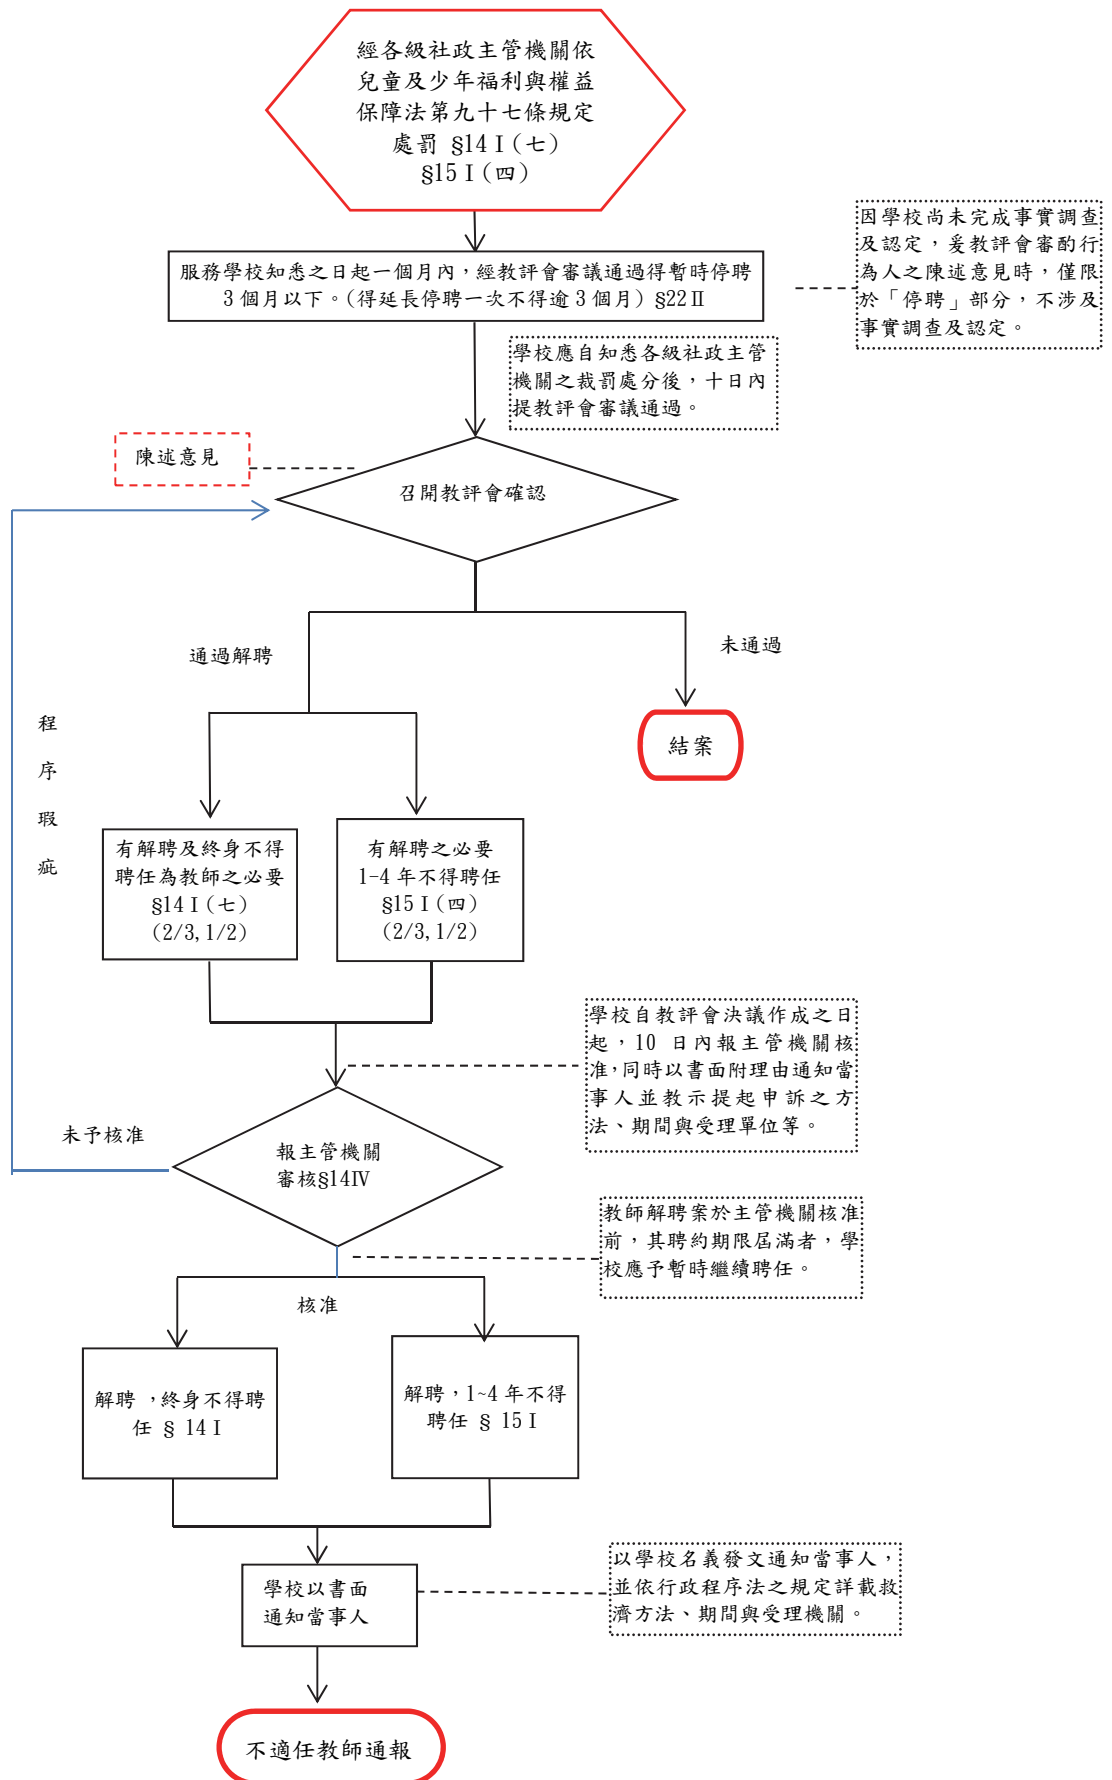 經各級社政主管機關依
兒童及少年福利與權益
保障法第九十七條規定
處罰 §14 I (七)
§15 I (四)
因學校尚未完成事實調查
及認定，爰教評會審酌行
為人之陳述意見時，僅限
於「停聘」部分，不涉及
事實調查及認定。
服務學校知悉之日起一個月內，經教評會審議通過得暫時停聘
3 個月以下。(得延長停聘一次不得逾 3 個月) §22 II
學校應自知悉各級社政主管
機關之裁罰處分後，十日內
提教評會審議通過。
陳述意見
召開教評會確認
通過解聘
未通過
結案
程
序
瑕
疵
有解聘及終身不得
聘任為教師之必要
§14 I (七)
(2/3, 1/2)
有解聘之必要
1-4 年不得聘任
§15 I (四)
(2/3, 1/2)
學校自教評會決議作成之日
起，10 日內報主管機關核
准，同時以書面附理由通知當
事人並教示提起申訴之方
法、期間與受理單位等。
未予核准
報主管機關
審核§14IV
教師解聘案於主管機關核准
前，其聘約期限屆滿者，學
校應予暫時繼續聘任。
核准
解聘 ，終身不得聘
任 § 14 I
解聘，1~4 年不得
聘任 § 15 I
學校以書面
通知當事人
以學校名義發文通知當事人，
並依行政程序法之規定詳載救
濟方法、期間與受理機關。
不適任教師通報